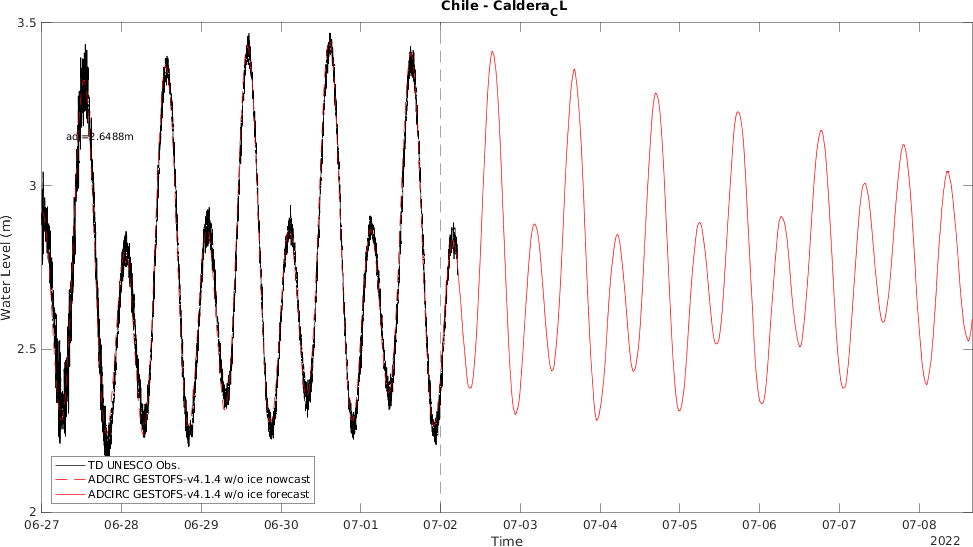 Chile - Caldera_CL
3.5
3
2.5
2
Water Level (m)
adj=2.6488m
TD UNESCO Obs.
ADCIRC GESTOFS-v4.1.4 w/o ice nowcast
ADCIRC GESTOFS-v4.1.4 w/o ice forecast
06-27 06-28 06-29 06-30 07-01 07-02 07-03 07-04 07-05 07-06 07-07 07-08
Time
2022